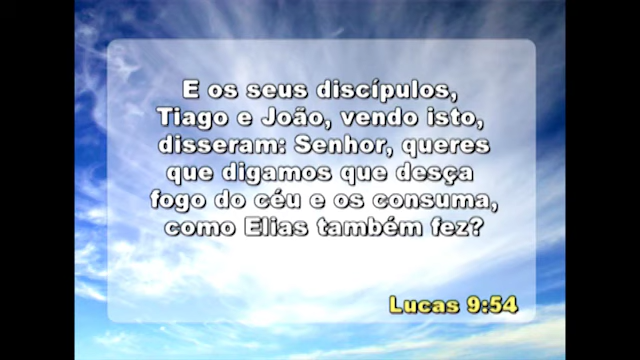 E os seus discípulos,
Tiago e João, vendo isto,
disseram: Senhor, queres
que digamos que desça
fogo do céu e os consuma,
como Elias também fez?
Lucas 9:54